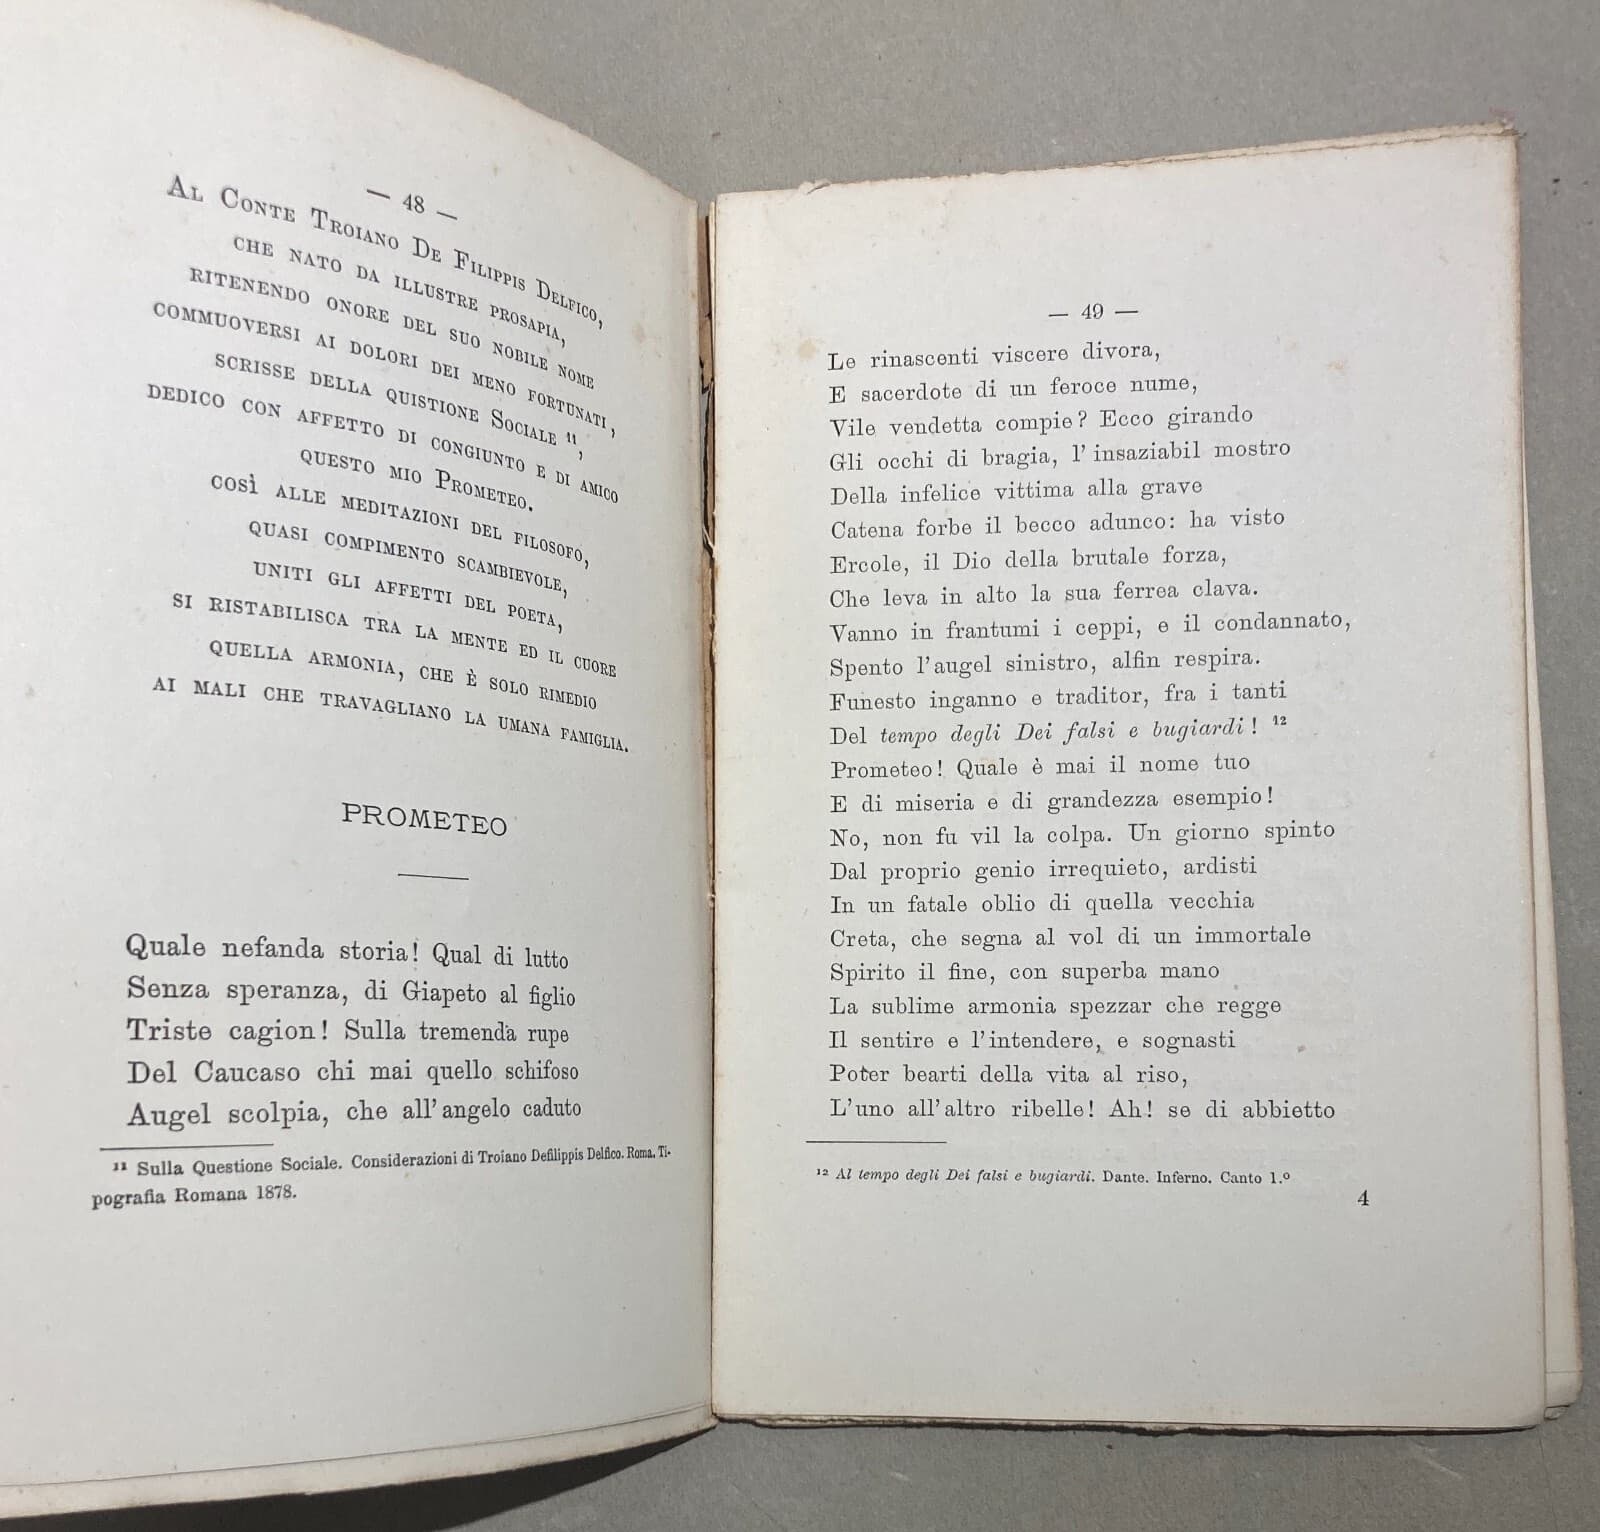 — 48 —
Al Conte Troiano De Filippis Delfico,
che nato da illustre prosapia,
ritenendo onore del suo nobile nome
commuoversi ai dolori dei meno fortunati,
scrisse della quistione Sociale ¹¹,
dedico con affetto di congiunto e di amico
questo mio Prometeo.
così alle meditazioni del filosofo,
quasi compimento scambievole,
uniti gli affetti del poeta,
si ristabilisca tra la mente ed il cuore
quella armonia, che è solo rimedio
ai mali che travagliano la umana famiglia.
PROMETEO
Quale nefanda storia! Qual di lutto
Senza speranza, di Giapeto al figlio
Triste cagion! Sulla tremenda rupe
Del Caucaso chi mai quello schifoso
Augel scolpia, che all'angelo caduto
¹¹ Sulla Questione Sociale. Considerazioni di Troiano Defilippis Delfico. Roma. Ti-
pografia Romana 1878.
— 49 —
Le rinascenti viscere divora,
E sacerdote di un feroce nume,
Vile vendetta compie? Ecco girando
Gli occhi di bragia, l'insaziabil mostro
Della infelice vittima alla grave
Catena forbe il becco adunco: ha visto
Ercole, il Dio della brutale forza,
Che leva in alto la sua ferrea clava.
Vanno in frantumi i ceppi, e il condannato,
Spento l'augel sinistro, alfin respira.
Funesto inganno e traditor, fra i tanti
Del tempo degli Dei falsi e bugiardi! ¹²
Prometeo! Quale è mai il nome tuo
E di miseria e di grandezza esempio!
No, non fu vil la colpa. Un giorno spinto
Dal proprio genio irrequieto, ardisti
In un fatale oblio di quella vecchia
Creta, che segna al vol di un immortale
Spirito il fine, con superba mano
La sublime armonia spezzar che regge
Il sentire e l'intendere, e sognasti
Poter bearti della vita al riso,
L'uno all'altro ribelle! Ah! se di abbietto
¹² Al tempo degli Dei falsi e bugiardi. Dante. Inferno. Canto 1.º
4